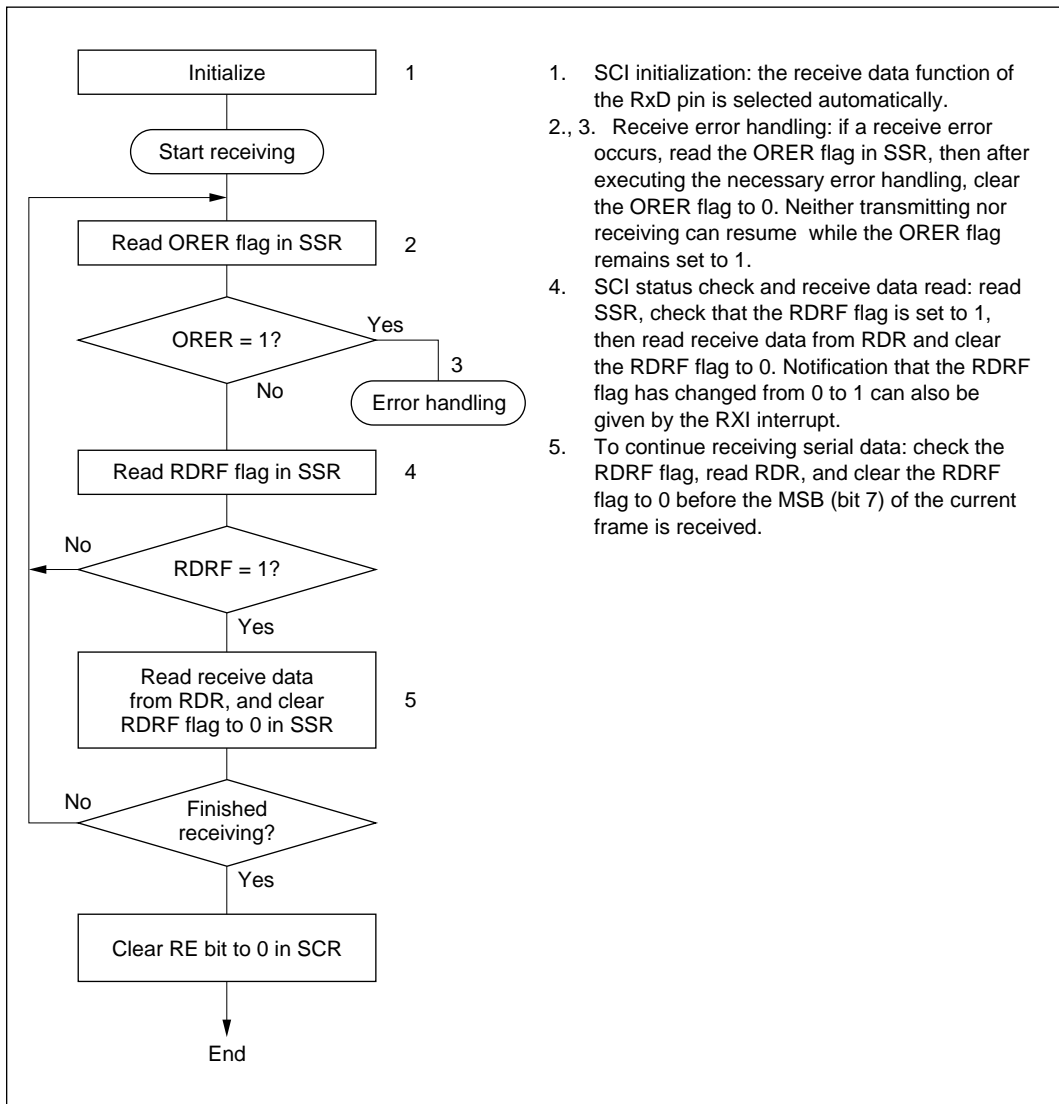 Initialize
1
Start receiving
Read ORER flag in SSR
2
ORER = 1?
Yes
No
3
Error handling
Read RDRF flag in SSR
4
No
RDRF = 1?
Yes
Read receive data
from RDR, and clear
RDRF flag to 0 in SSR
5
No
Finished
receiving?
Yes
Clear RE bit to 0 in SCR
End
1. SCI initialization: the receive data function of
the RxD pin is selected automatically.
2., 3. Receive error handling: if a receive error
occurs, read the ORER flag in SSR, then after
executing the necessary error handling, clear
the ORER flag to 0. Neither transmitting nor
receiving can resume while the ORER flag
remains set to 1.
4. SCI status check and receive data read: read
SSR, check that the RDRF flag is set to 1,
then read receive data from RDR and clear
the RDRF flag to 0. Notification that the RDRF
flag has changed from 0 to 1 can also be
given by the RXI interrupt.
5. To continue receiving serial data: check the
RDRF flag, read RDR, and clear the RDRF
flag to 0 before the MSB (bit 7) of the current
frame is received.